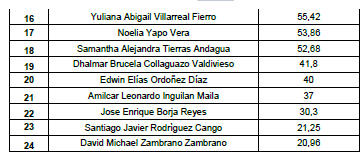 16 Yuliana Abigail Villarreal Fierro 55,42
17 Noelia Yapo Vera 53,86
18 Samantha Alejandra Tierras Andagua 52,68
19 Dhalmar Brucela Collaguazo Valdivieso 41,8
20 Edwin Elías Ordoñez Díaz 40
21 Amilcar Leonardo Inguilan Maila 37
22 Jose Enrique Borja Reyes 30,3
23 Santiago Javier Rodríguez Cango 21,25
24 David Michael Zambrano Zambrano 20,96